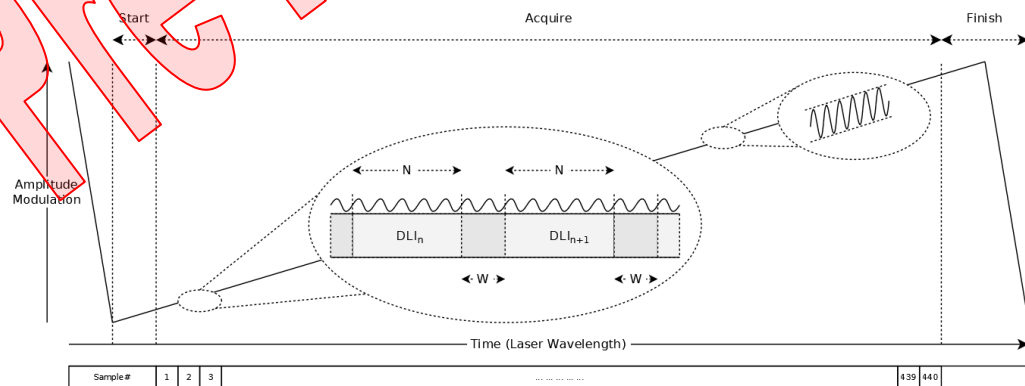 Start
Acquire
Finish
Amplitude
Modulation
N
N
DLIn
DLIn+1
W
W
Time (Laser Wavelength)
Sample#
1
2
3
... ... ... ... ...
439
440